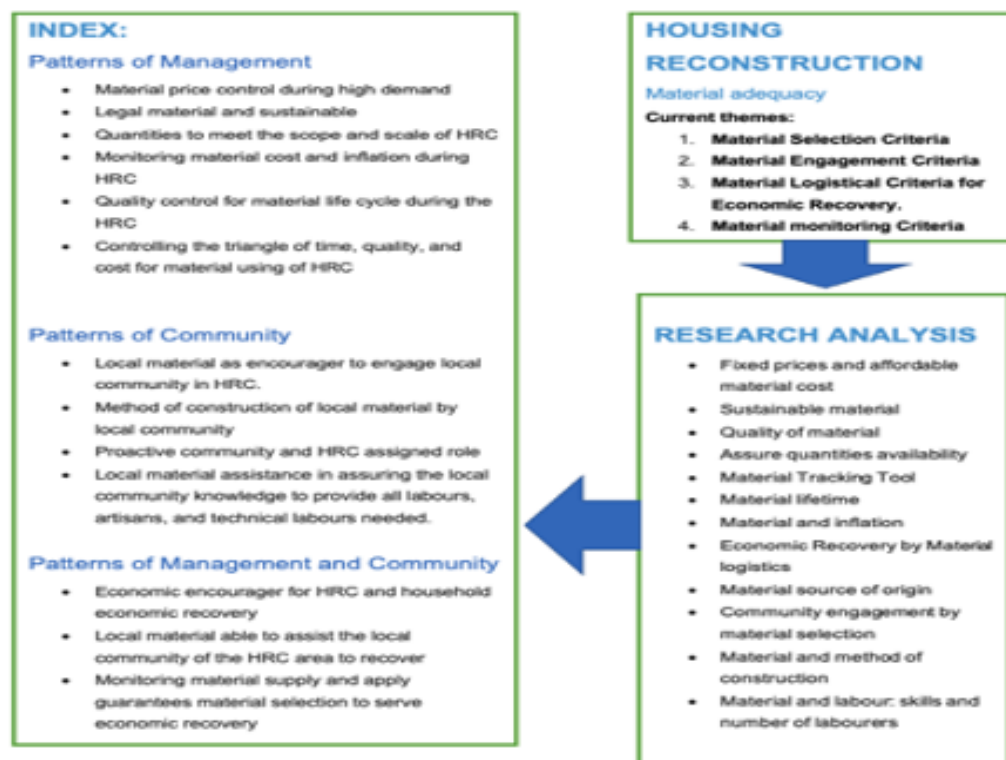 INDEX:
Patterns of Management
• Material price control during high demand
• Legal material and sustainable
• Quantities to meet the scope and scale of HRC
• Monitoring material cost and inflation during
HRC
• Quality control for material life cycle during the
HRC
• Controlling the triangle of time, quality, and
cost for material using of HRC
Patterns of Community
• Local material as encourager to engage local
community in HRC.
• Method of construction of local material by
local community
• Proactive community and HRC assigned role
• Local material assistance in assuring the local
community knowledge to provide all labours,
artisans, and technical labours needed.
Patterns of Management and Community
• Economic encourager for HRC and household
economic recovery
• Local material able to assist the local
community of the HRC area to recover
• Monitoring material supply and apply
guarantees material selection to serve
economic recovery
HOUSING
RECONSTRUCTION
Material adequacy
Current themes:
1. Material Selection Criteria
2. Material Engagement Criteria
3. Material Logistical Criteria for
Economic Recovery.
4. Material monitoring Criteria
RESEARCH ANALYSIS
• Fixed prices and affordable
material cost
• Sustainable material
• Quality of material
• Assure quantities availability
• Material Tracking Tool
• Material lifetime
• Material and inflation
• Economic Recovery by Material
logistics
• Material source of origin
• Community engagement by
material selection
• Material and method of
construction
• Material and labour: skills and
number of labourers